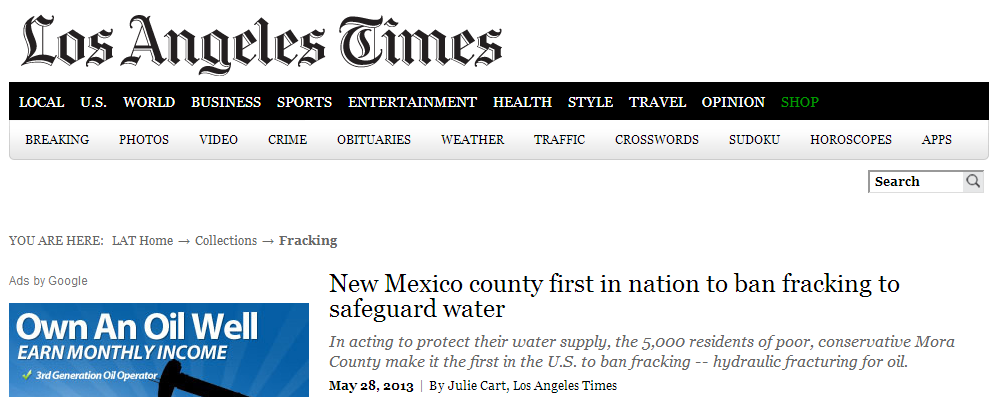 Los Angeles Times
LOCAL U.S. WORLD BUSINESS SPORTS ENTERTAINMENT HEALTH STYLE TRAVEL OPINION SHOP
BREAKING PHOTOS VIDEO CRIME OBITUARIES WEATHER TRAFFIC CROSSWORDS SUDOKU HOROSCOPES APPS
Search
YOU ARE HERE: LAT Home → Collections → Fracking
Ads by Google
Own An Oil Well
EARN MONTHLY INCOME
3rd Generation Oil Operator
New Mexico county first in nation to ban fracking to
safeguard water
In acting to protect their water supply, the 5,000 residents of poor, conservative Mora
County make it the first in the U.S. to ban fracking -- hydraulic fracturing for oil.
May 28, 2013 | By Julie Cart, Los Angeles Times